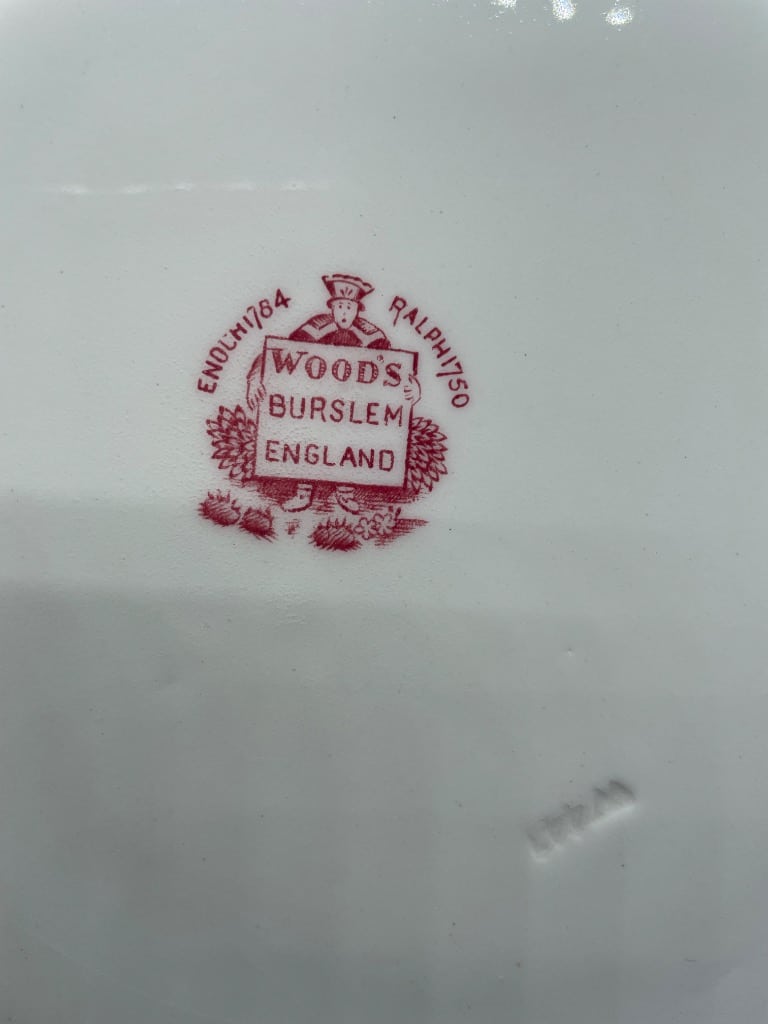 ENOCH 1784
RALPH 1750
WOOD'S
BURSLEM
ENGLAND